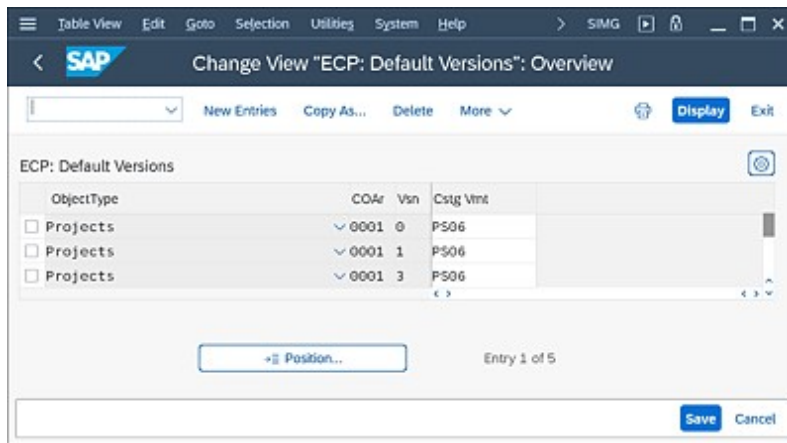 Table View Edit Goto Selection Utilities System Help SIMG
SAP Change View "ECP: Default Versions": Overview
New Entries Copy As... Delete More Display Exit
ECP: Default Versions
ObjectType COAr Vsn Cstg Vrnt
Projects 0001 0 PS06
Projects 0001 1 PS06
Projects 0001 3 PS06
Position... Entry 1 of 5
Save Cancel